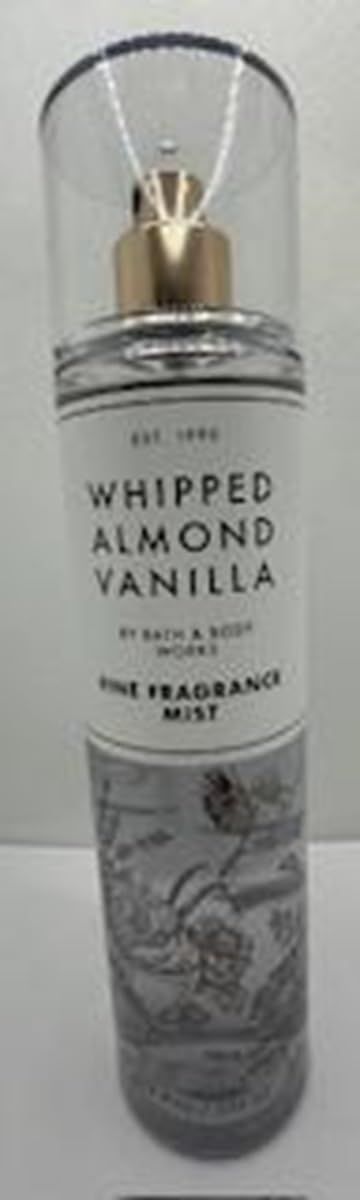 EST. 1990
WHIPPED
ALMOND
VANILLA
BY BATH & BODY
WORKS
FINE FRAGRANCE
MIST